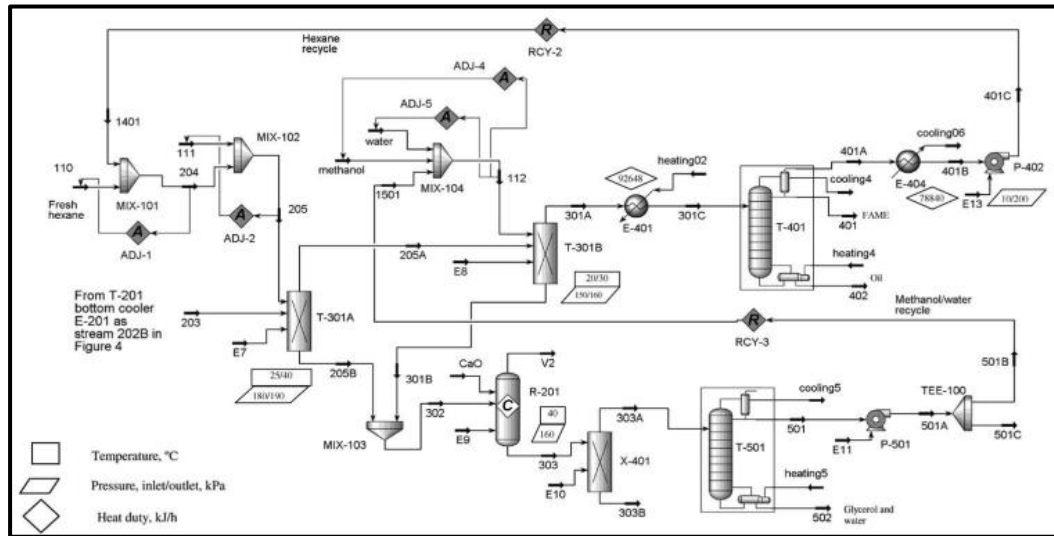 Hexane
recycle
RCY-2
ADJ-4
A
ADJ-5
A
R
401C
1401
111
MIX-102
water
methanol
MIX-104
112
1501
110
204
Fresh
hexane
MIX-101
A
ADJ-1
A
ADJ-2
205
cooling06
401A
E-404
401B
P-402
78840
E13
10/200
heating02
92648
301A
E-401
301C
cooling4
T-401
401
FAME
heating4
Oil
402
205A
E8
T-301B
20/30
150/160
From T-201
bottom cooler
E-201 as
stream 202B in
Figure 4
203
E7
T-301A
25/40
180/190
205B
301B
MIX-103
302
CaO
V2
R-201
C
E9
40
160
303
303A
X-401
E10
303B
Methanol/water
recycle
R
RCY-3
501B
TEE-100
cooling5
T-501
501
P-501
501A
501C
E11
heating5
502
Glycerol and
water
Temperature, °C
Pressure, inlet/outlet, kPa
Heat duty, kJ/h